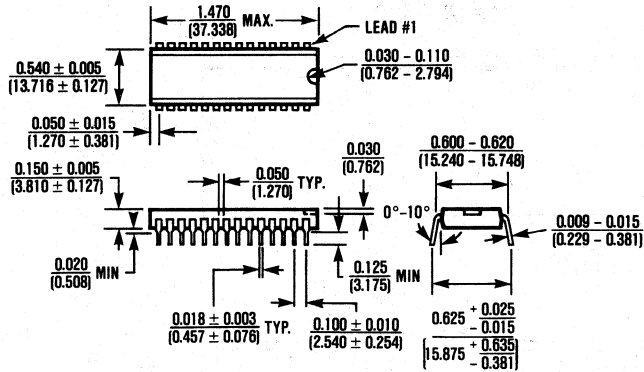 1.470 MAX.
(37.338)
LEAD #1
0.540 ± 0.005
(13.716 ± 0.127)
0.030 – 0.110
(0.762 – 2.794)
0.050 ± 0.015
(1.270 ± 0.381)
0.150 ± 0.005
(3.810 ± 0.127)
0.050 TYP.
(1.270)
0.030
(0.762)
0.600 – 0.620
(15.240 – 15.748)
0°–10°
0.009 – 0.015
(0.229 – 0.381)
0.020 MIN
(0.508)
0.125 MIN
(3.175)
0.018 ± 0.003 TYP.
(0.457 ± 0.076)
0.100 ± 0.010
(2.540 ± 0.254)
0.625 + 0.025
– 0.015
(15.875 + 0.635
– 0.381)